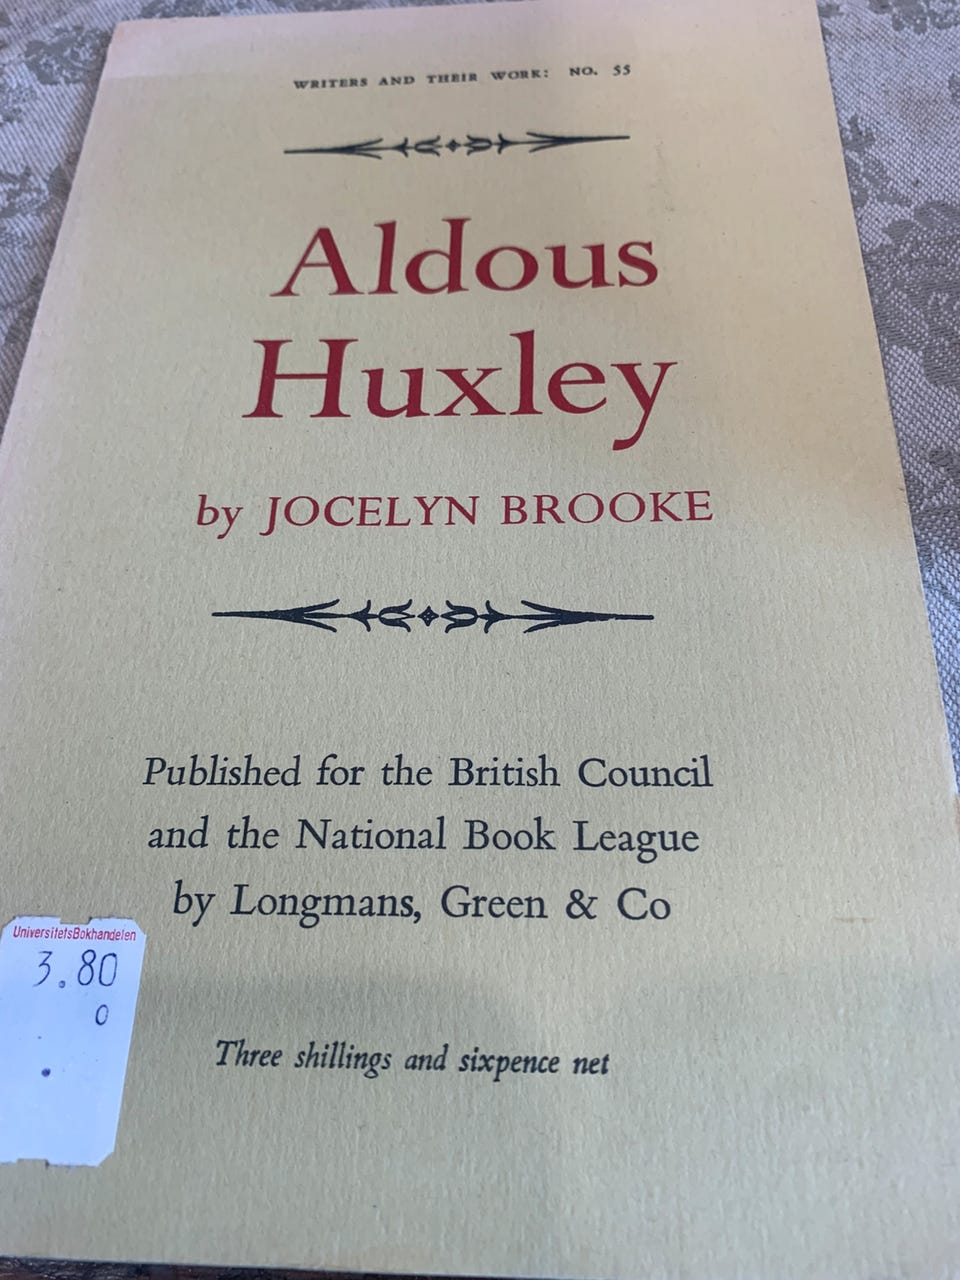 WRITERS AND THEIR WORK: NO. 55
Aldous
Huxley
by JOCELYN BROOKE
Published for the British Council
and the National Book League
by Longmans, Green & Co
UniversitetsBokhandelen
3.80
0
Three shillings and sixpence net